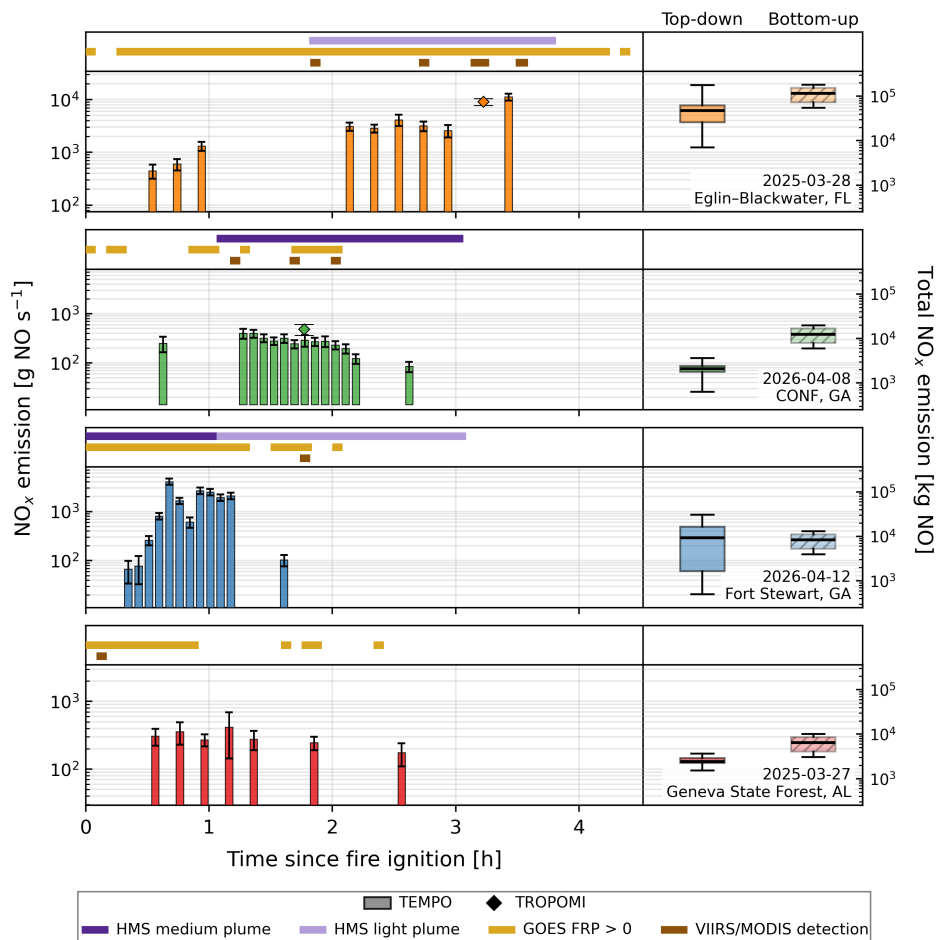 Top-down Bottom-up
10⁴
10³
10²
10⁵
10⁴
10³
2025-03-28
Eglin–Blackwater, FL
10³
10²
10⁵
10⁴
10³
2026-04-08
CONF, GA
10³
10²
10⁵
10⁴
10³
2026-04-12
Fort Stewart, GA
10³
10²
10⁵
10⁴
10³
2025-03-27
Geneva State Forest, AL
NOₓ emission [g NO s⁻¹]
Total NOₓ emission [kg NO]
0 1 2 3 4
Time since fire ignition [h]
TEMPO TROPOMI
HMS medium plume HMS light plume GOES FRP > 0 VIIRS/MODIS detection